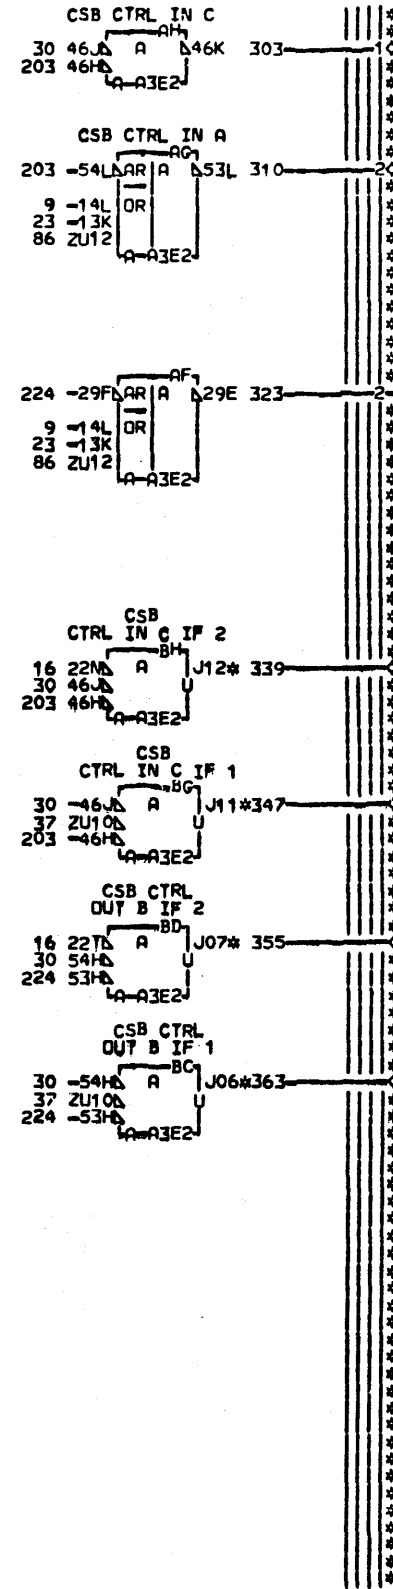 CSB CTRL IN C
AH
30 46J A 46K 303 1
203 46H
A-A3E2
CSB CTRL IN A
AG
203 -54L AR A 53L 310 2
9 -14L OR
23 -13K
86 ZU12
A-A3E2
AF
224 -29F AR A 29E 323 2
9 -14L OR
23 -13K
86 ZU12
A-A3E2
CSB
CTRL IN C IF 2
BH
16 22N A J12* 339
30 46J U
203 46H
A-A3E2
CSB
CTRL IN C IF 1
BG
30 -46J A J11*347
37 ZU10 U
203 -46H
A-A3E2
CSB CTRL
OUT B IF 2
BD
16 22T A J07* 355
30 54H U
224 53H
A-A3E2
CSB CTRL
OUT B IF 1
BC
30 -54H A J06*363
37 ZU10 U
224 -53H
A-A3E2